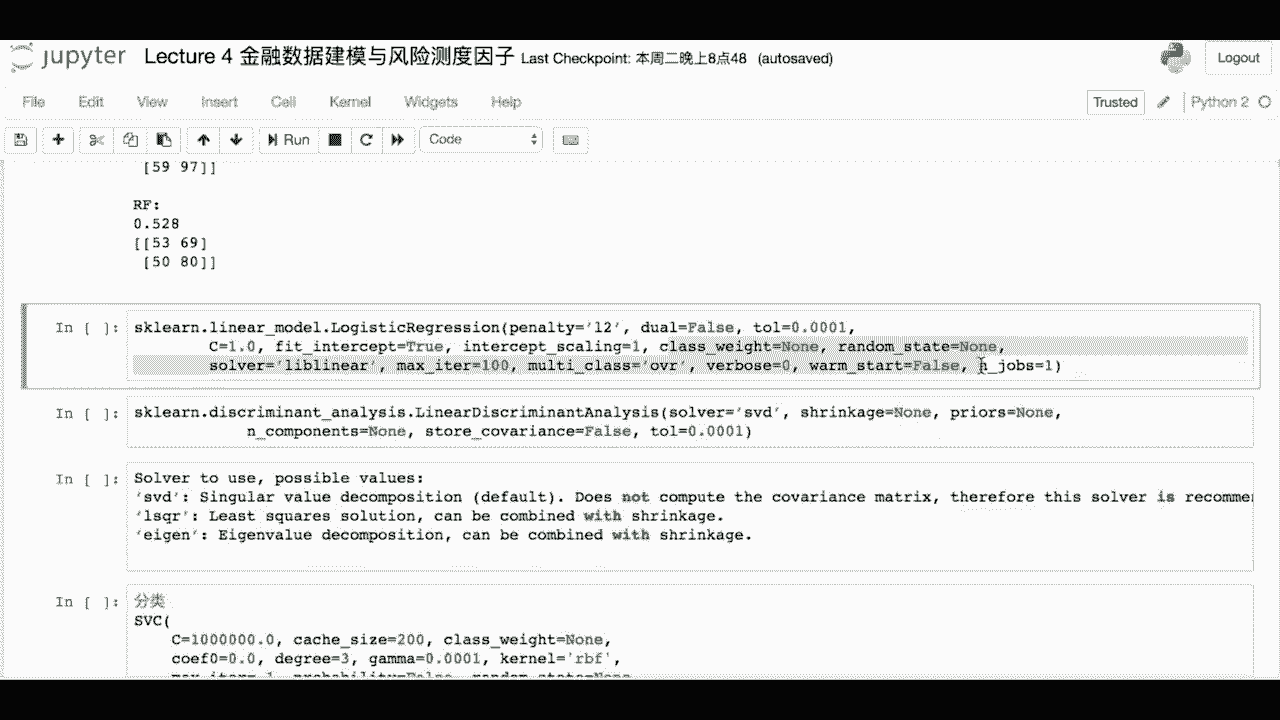 jupyter Lecture 4 金融数据建模与风险测度因子 Last Checkpoint: 本周二晚上8点48 (autosaved) Logout
File Edit View Insert Cell Kernel Widgets Help Trusted Python 2
Run Code
[59 97]]
RF:
0.528
[[53 69]
[50 80]]
In [ ]: sklearn.linear_model.LogisticRegression(penalty='l2', dual=False, tol=0.0001,
C=1.0, fit_intercept=True, intercept_scaling=1, class_weight=None, random_state=None,
solver='liblinear', max_iter=100, multi_class='ovr', verbose=0, warm_start=False, n_jobs=1)
In [ ]: sklearn.discriminant_analysis.LinearDiscriminantAnalysis(solver='svd', shrinkage=None, priors=None,
n_components=None, store_covariance=False, tol=0.0001)
In [ ]: Solver to use, possible values:
'svd': Singular value decomposition (default). Does not compute the covariance matrix, therefore this solver is
'lsqr': Least squares solution, can be combined with shrinkage.
'eigen': Eigenvalue decomposition, can be combined with shrinkage.
In [ ]: 分类
SVC(
C=1000000.0, cache_size=200, class_weight=None,
coef0=0.0, degree=3, gamma=0.0001, kernel='rbf',